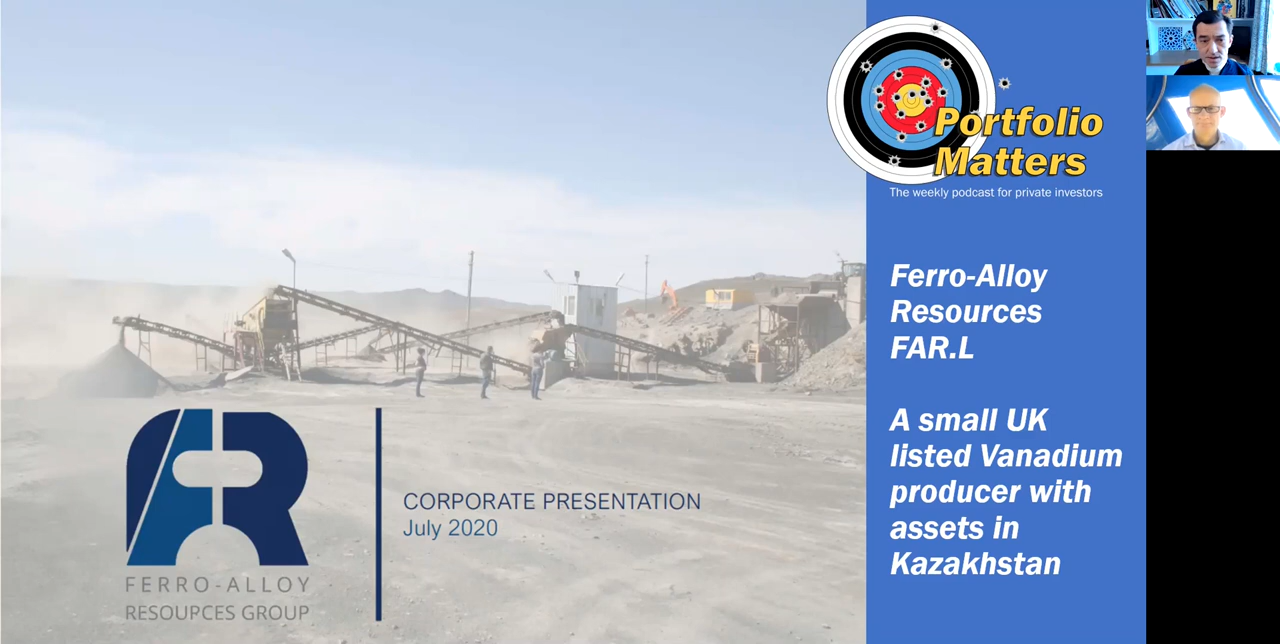 Portfolio
Matters
The weekly podcast for private investors
Ferro-Alloy
Resources
FAR.L
A small UK
listed Vanadium
producer with
assets in
Kazakhstan
CORPORATE PRESENTATION
July 2020
FERRO-ALLOY
RESOURCES GROUP